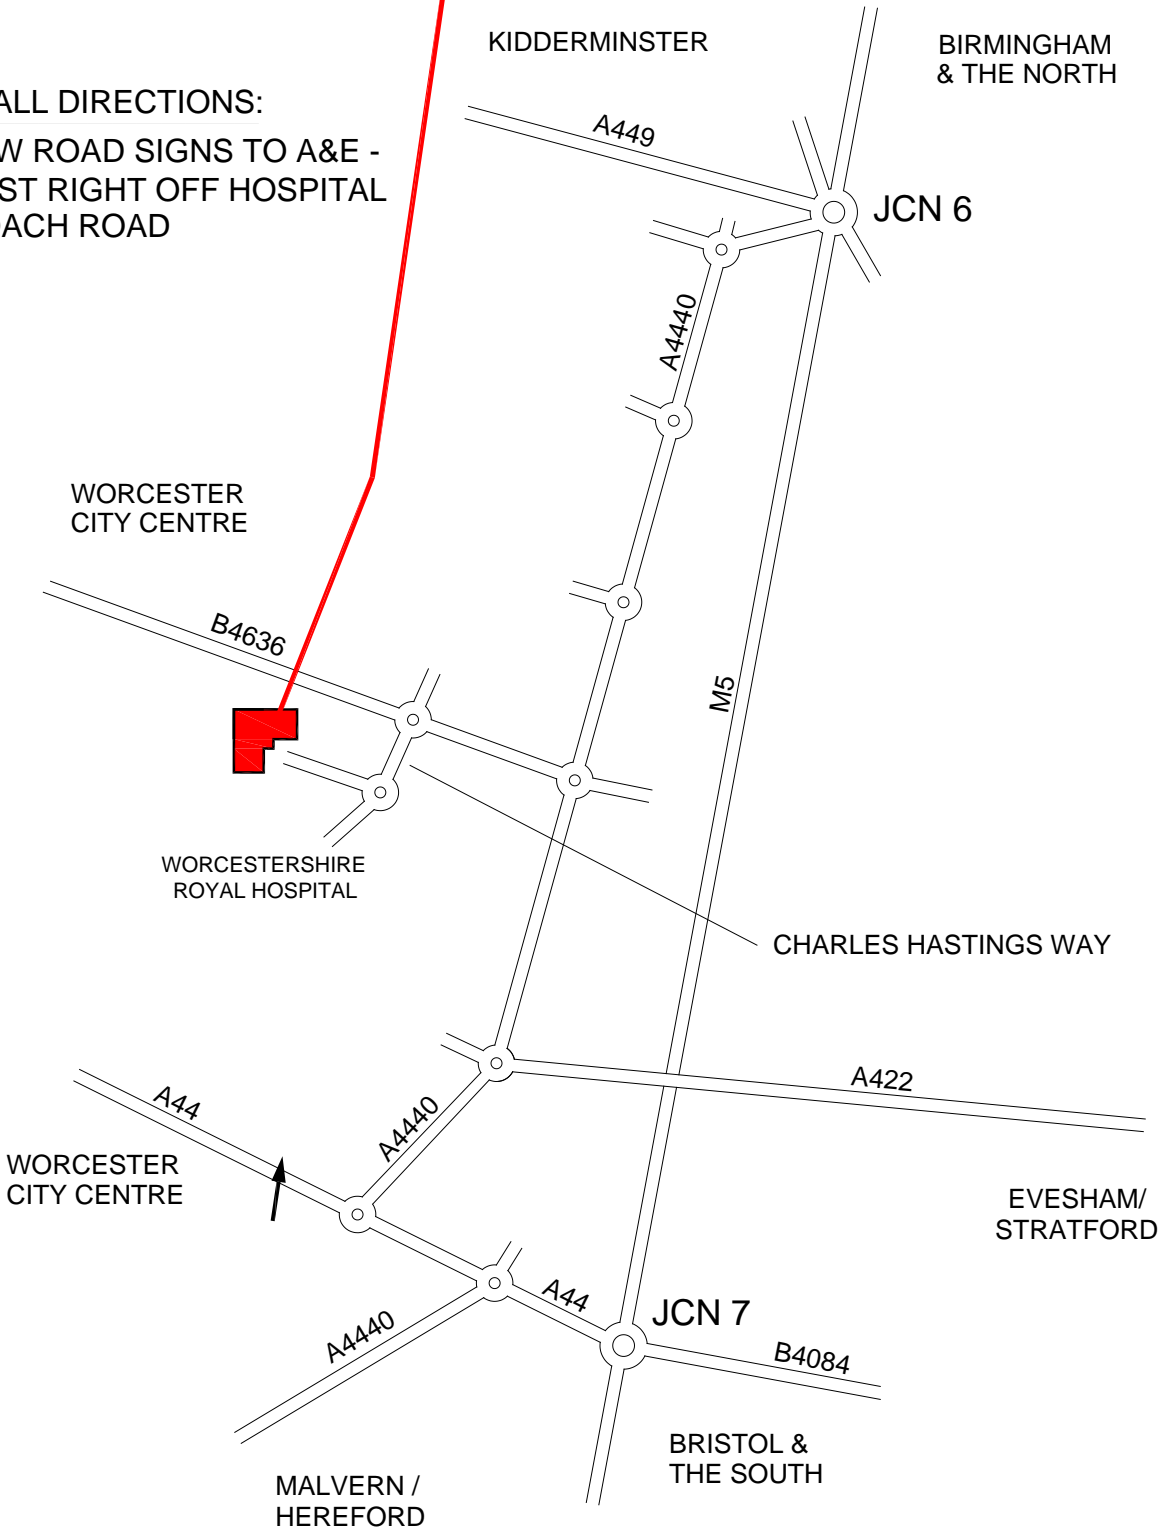 KIDDERMINSTER
BIRMINGHAM
& THE NORTH
ALL DIRECTIONS:
W ROAD SIGNS TO A&E -
ST RIGHT OFF HOSPITAL
OACH ROAD
A449
JCN 6
A4440
WORCESTER
CITY CENTRE
B4636
M5
WORCESTERSHIRE
ROYAL HOSPITAL
CHARLES HASTINGS WAY
A422
A44
A4440
WORCESTER
CITY CENTRE
EVESHAM/
STRATFORD
A44
JCN 7
A4440
B4084
BRISTOL &
THE SOUTH
MALVERN /
HEREFORD